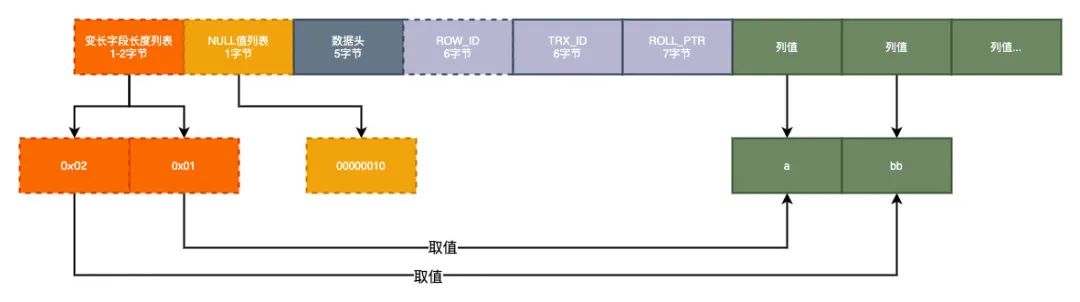 变长字段长度列表
1-2字节
NULL值列表
1字节
数据头
5字节
ROW_ID
6字节
TRX_ID
6字节
ROLL_PTR
7字节
列值
列值
列值...
0x02
0x01
00000010
a
bb
取值
取值